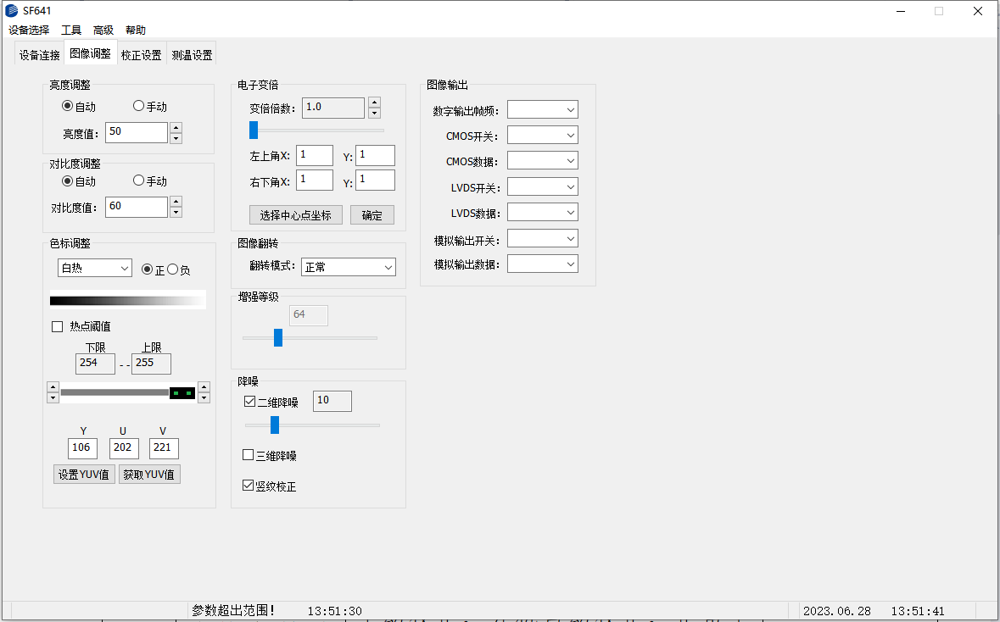 SF641
设备选择 工具 高级 帮助
设备连接 图像调整 校正设置 测温设置
亮度调整
自动 手动
亮度值: 50
对比度调整
自动 手动
对比度值: 60
色标调整
白热 正 负
热点阈值
下限 上限
254 -- 255
Y U V
106 202 221
设置YUV值 获取YUV值
电子变倍
变倍倍数: 1.0
左上角X: 1 Y: 1
右下角X: 1 Y: 1
选择中心点坐标 确定
图像翻转
翻转模式: 正常
增强等级
64
降噪
二维降噪 10
三维降噪
竖纹校正
图像输出
数字输出帧频:
CMOS开关:
CMOS数据:
LVDS开关:
LVDS数据:
模拟输出开关:
模拟输出数据:
参数超出范围! 13:51:30 2023.06.28 13:51:41